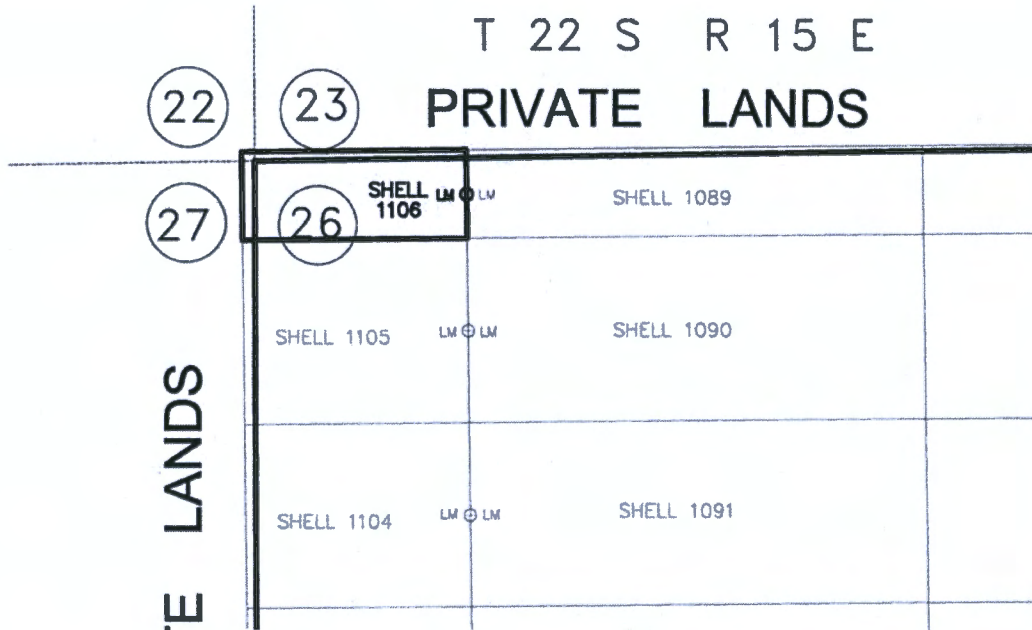 T 22 S R 15 E
22
23
PRIVATE LANDS
27
26
SHELL
1106
LM
LM
SHELL 1089
SHELL 1105
LM
LM
SHELL 1090
LANDS
SHELL 1104
LM
LM
SHELL 1091
TE